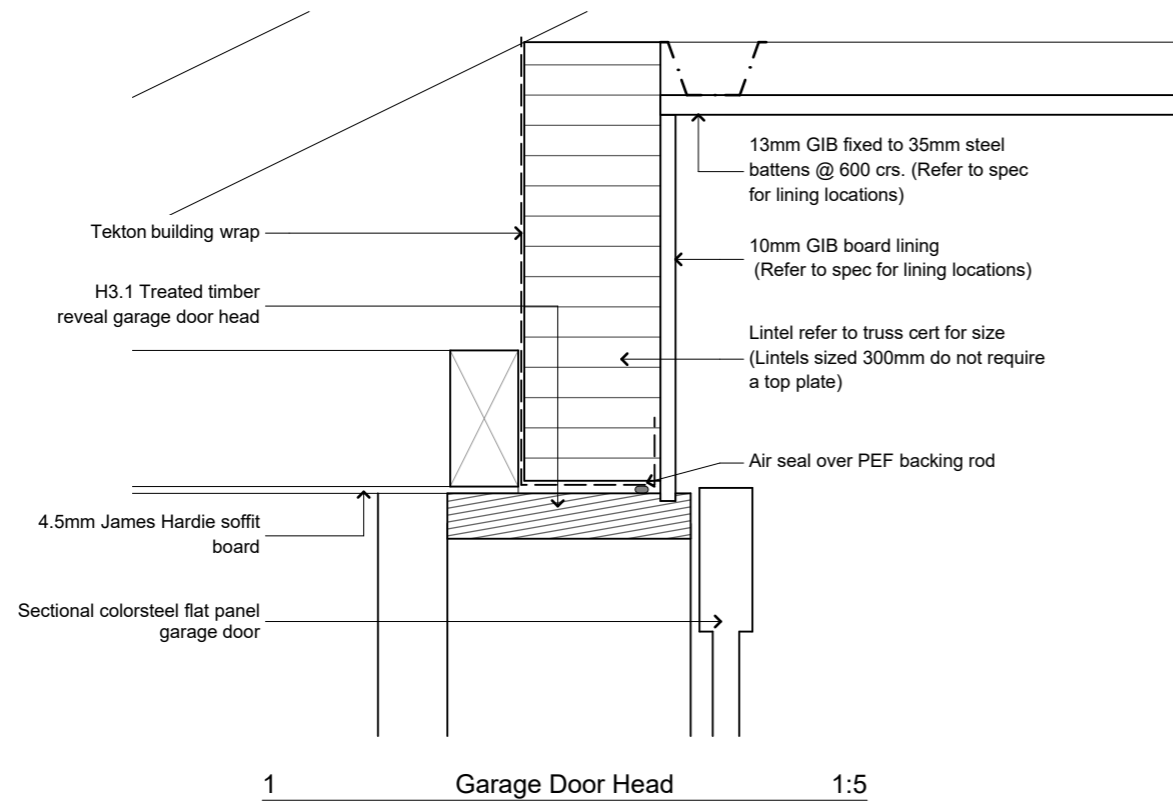 13mm GIB fixed to 35mm steel
battens @ 600 crs. (Refer to spec
for lining locations)
Tekton building wrap
10mm GIB board lining
(Refer to spec for lining locations)
H3.1 Treated timber
reveal garage door head
Lintel refer to truss cert for size
(Lintels sized 300mm do not require
a top plate)
Air seal over PEF backing rod
4.5mm James Hardie soffit
board
Sectional colorsteel flat panel
garage door
1 Garage Door Head 1:5